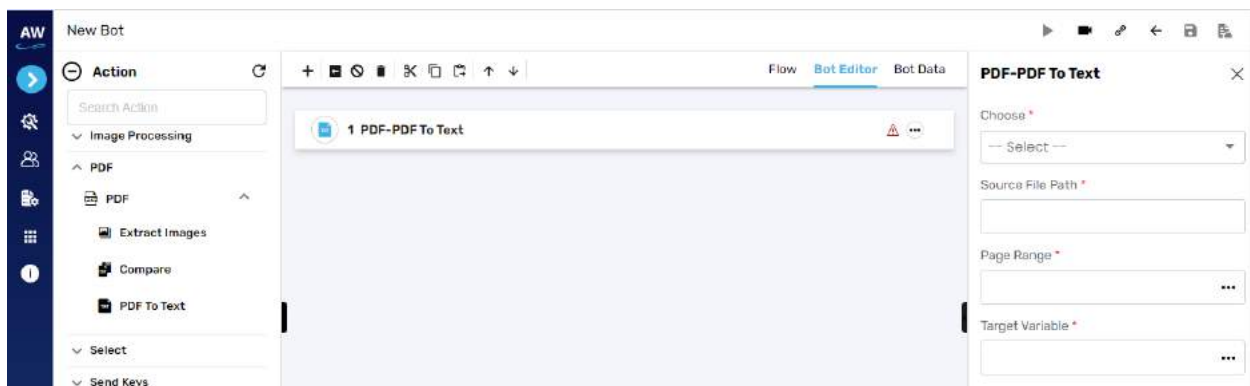 AW
New Bot
Action
Search Action
Image Processing
PDF
PDF
Extract Images
Compare
PDF To Text
Select
Send Keys
Flow Bot Editor Bot Data
1 PDF-PDF To Text
PDF-PDF To Text
Choose *
-- Select --
Source File Path *
Page Range *
Target Variable *